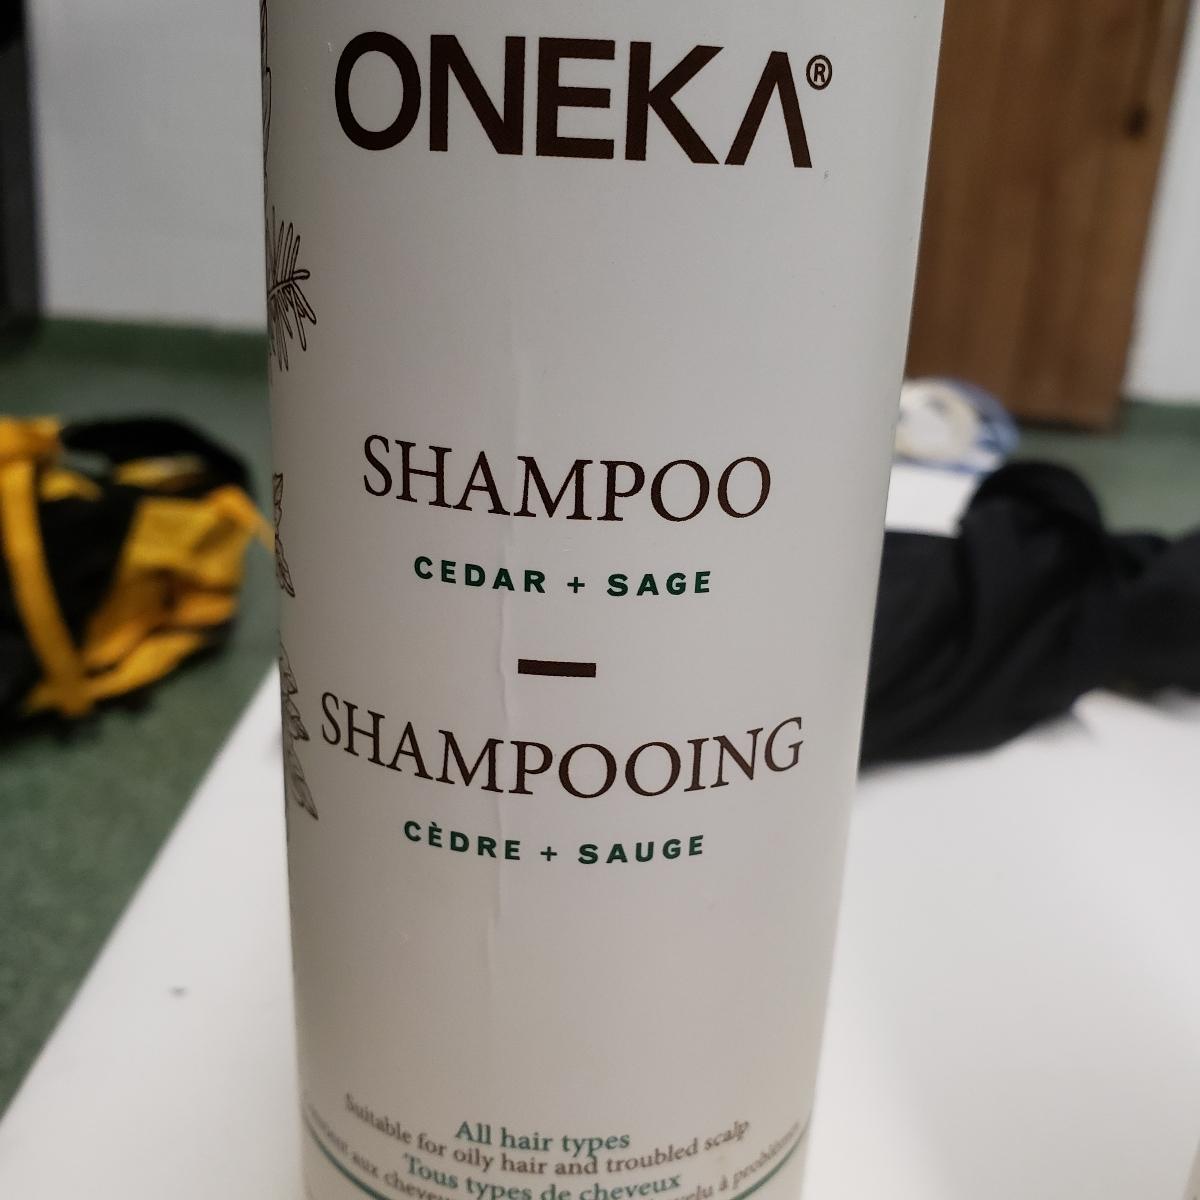 ONEKA®
SHAMPOO
CEDAR + SAGE
SHAMPOOING
CÈDRE + SAUGE
All hair types
Suitable for oily hair and troubled scalp
Tous types de cheveux
aux à